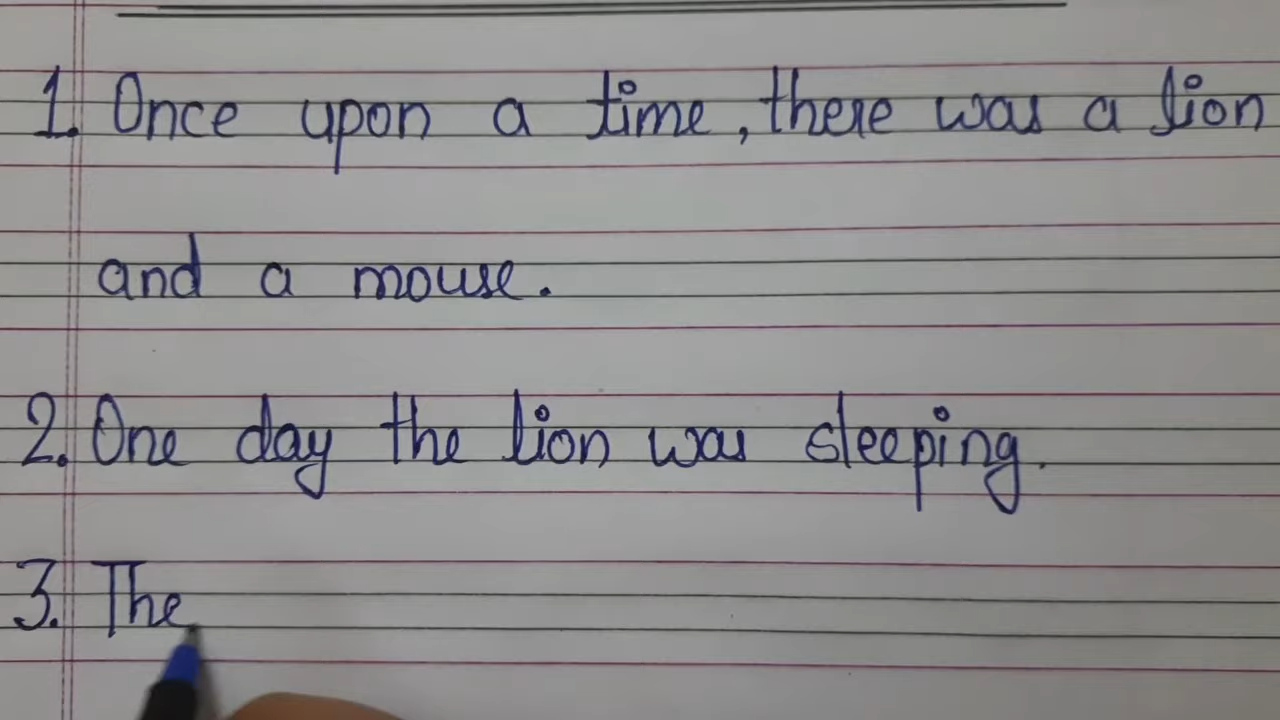 1. Once upon a time, there was a lion
and a mouse.
2. One day the lion was sleeping.
3. The